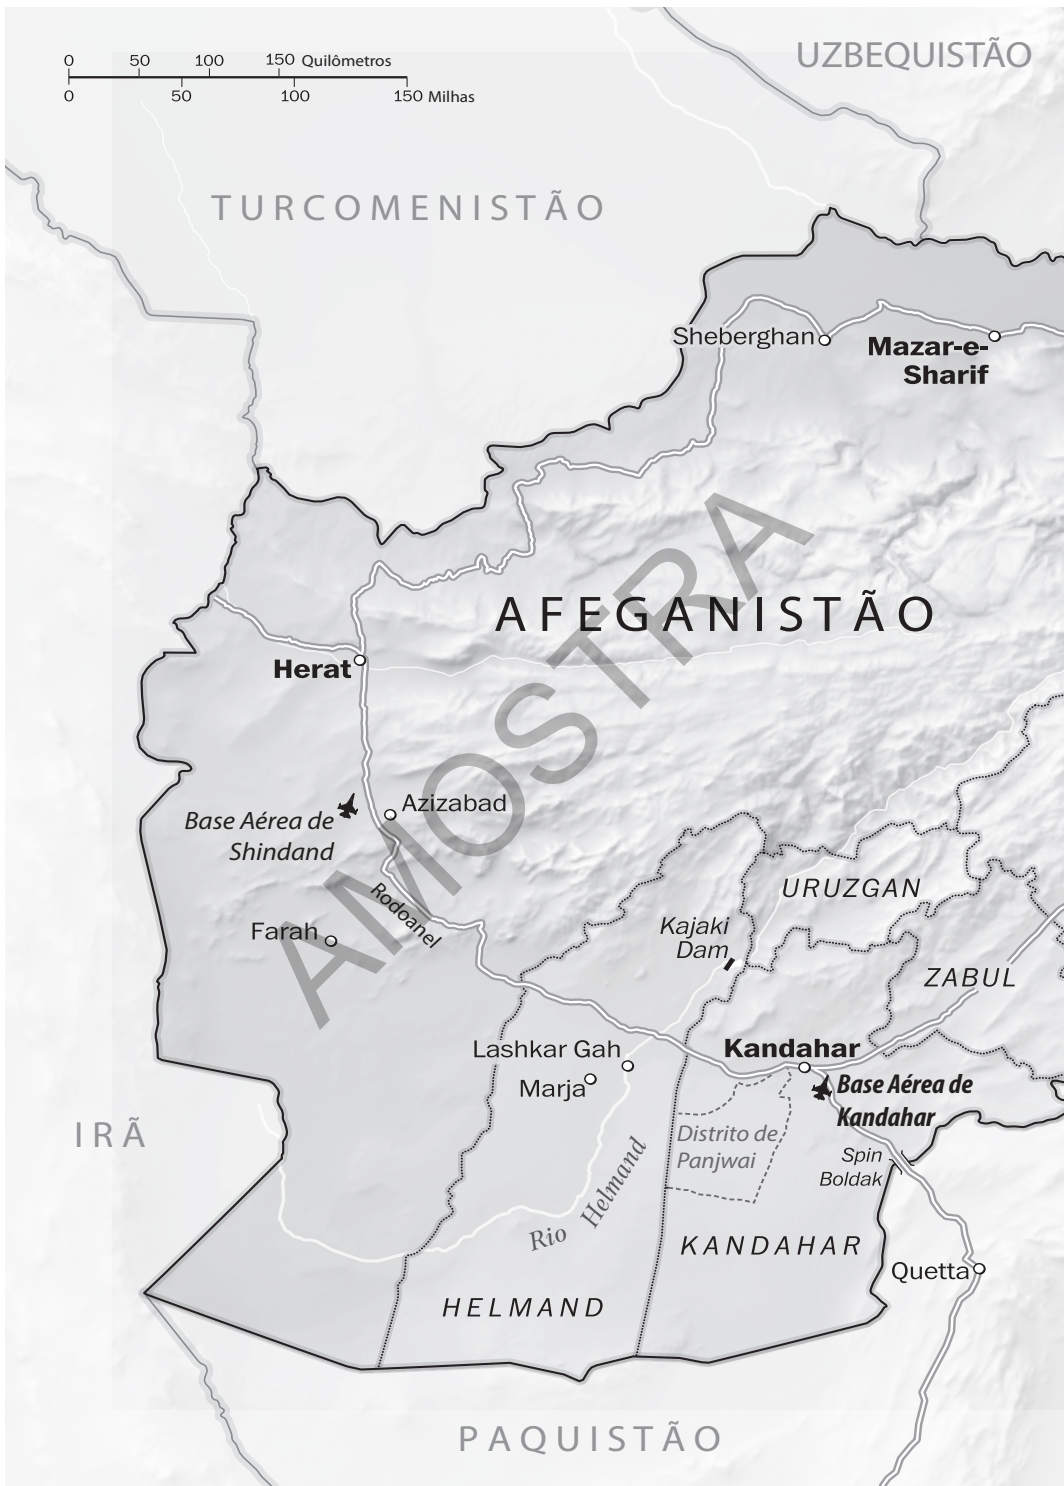 0 50 100 150 Quilômetros
0 50 100 150 Milhas
UZBEQUISTÃO
TURCOMENISTÃO
Sheberghan
Mazar-e-
Sharif
AFEGANISTÃO
Herat
AMOSTRA
Azizabad
Base Aérea de
Shindand
Rodoanel
Farah
URUZGAN
Kajaki
Dam
ZABUL
Lashkar Gah
Marja
Kandahar
Base Aérea de
Kandahar
IRÃ
Distrito de
Panjwai
Spin
Boldak
Rio Helmand
KANDAHAR
Quetta
HELMAND
PAQUISTÃO